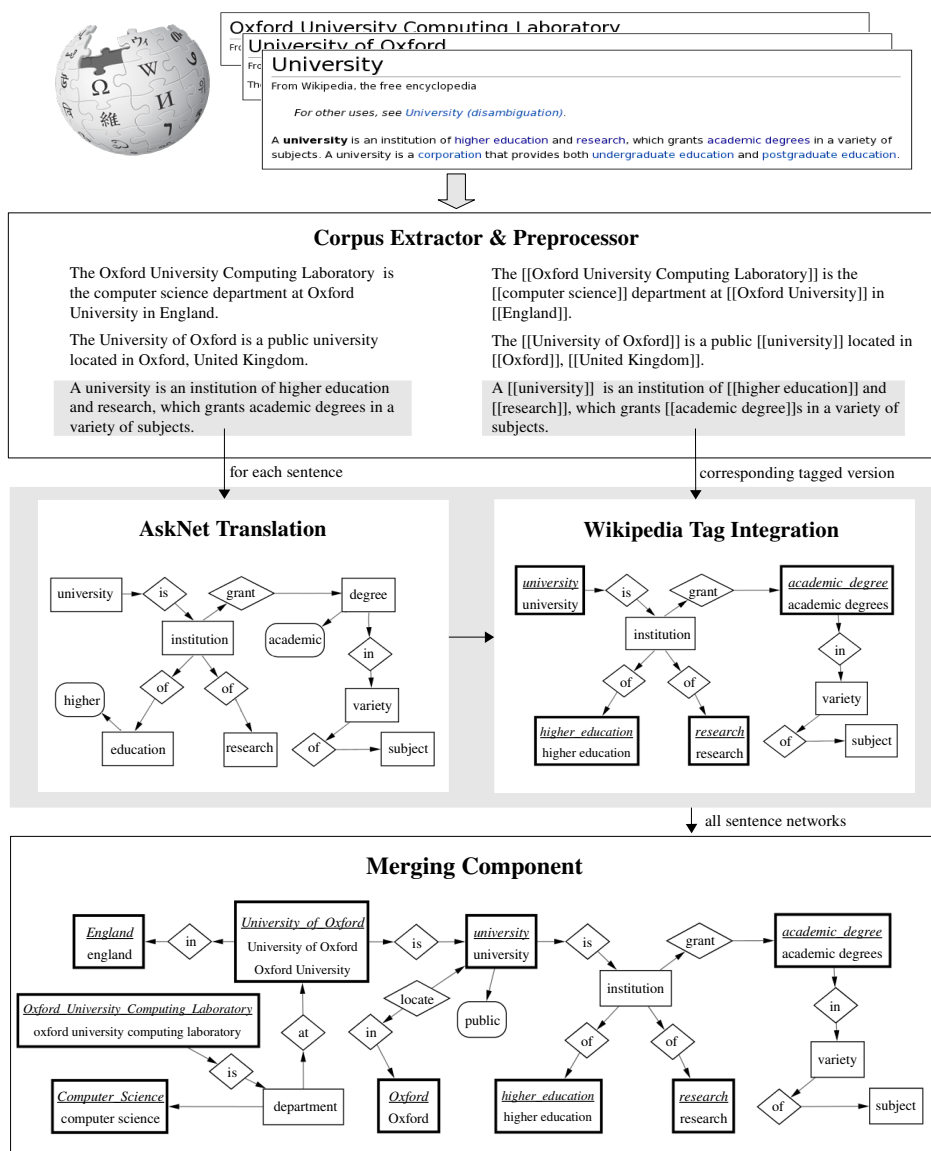 Oxford University Computing Laboratory
Fr
University of Oxford
Fro
The
University
From Wikipedia, the free encyclopedia
For other uses, see University (disambiguation).
A university is an institution of higher education and research, which grants academic degrees in a variety of
subjects. A university is a corporation that provides both undergraduate education and postgraduate education.
Ω
W
И
維
ウィ
Corpus Extractor & Preprocessor
The Oxford University Computing Laboratory is
the computer science department at Oxford
University in England.
The University of Oxford is a public university
located in Oxford, United Kingdom.
A university is an institution of higher education
and research, which grants academic degrees in a
variety of subjects.
The [[Oxford University Computing Laboratory]] is the
[[computer science]] department at [[Oxford University]] in
[[England]].
The [[University of Oxford]] is a public [[university]] located in
[[Oxford]], [[United Kingdom]].
A [[university]] is an institution of [[higher education]] and
[[research]], which grants [[academic degree]]s in a variety of
subjects.
for each sentence
corresponding tagged version
AskNet Translation
university
is
grant
degree
institution
academic
in
of
of
higher
variety
education
research
of
subject
Wikipedia Tag Integration
university
university
is
grant
academic_degree
academic degrees
institution
in
of
of
variety
higher_education
higher education
research
research
of
subject
all sentence networks
Merging Component
England
england
in
University_of_Oxford
University of Oxford
Oxford University
is
university
university
is
grant
academic_degree
academic degrees
institution
Oxford_University_Computing_Laboratory
oxford university computing laboratory
locate
public
in
at
in
of
of
is
variety
Computer_Science
computer science
department
Oxford
Oxford
higher_education
higher education
research
research
of
subject